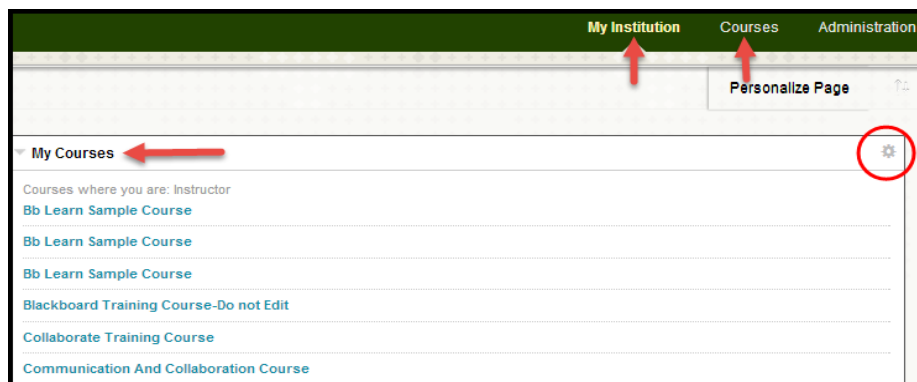 My Institution Courses Administration
Personalize Page
My Courses
Courses where you are: Instructor
Bb Learn Sample Course
Bb Learn Sample Course
Bb Learn Sample Course
Blackboard Training Course-Do not Edit
Collaborate Training Course
Communication And Collaboration Course